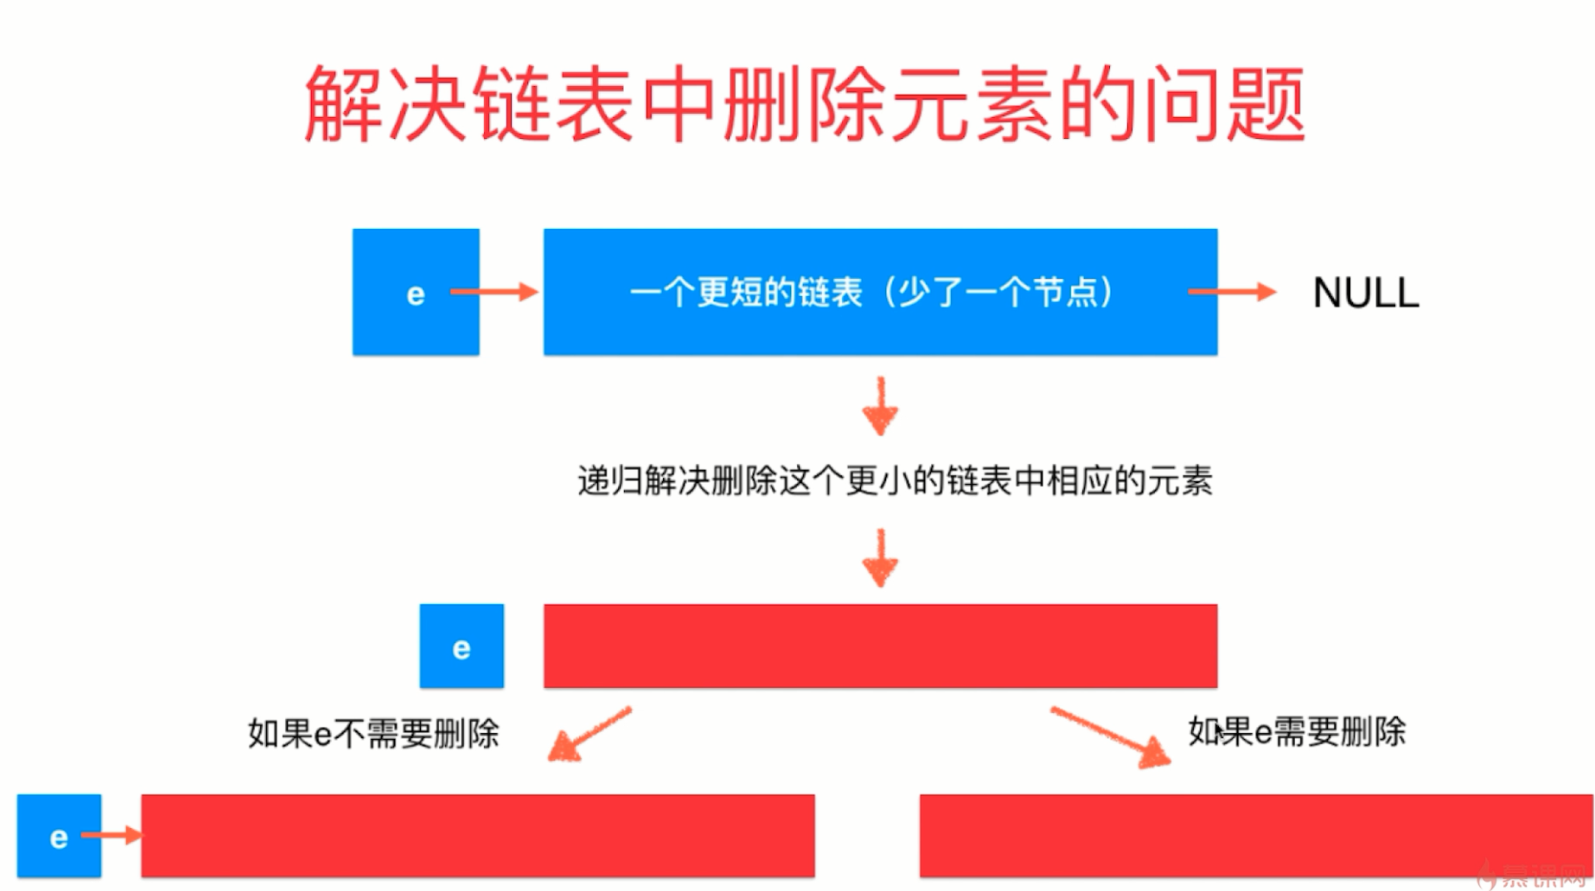 解决链表中删除元素的问题
e
一个更短的链表（少了一个节点）
NULL
递归解决删除这个更小的链表中相应的元素
e
如果e不需要删除
如果e需要删除
e
慕课网